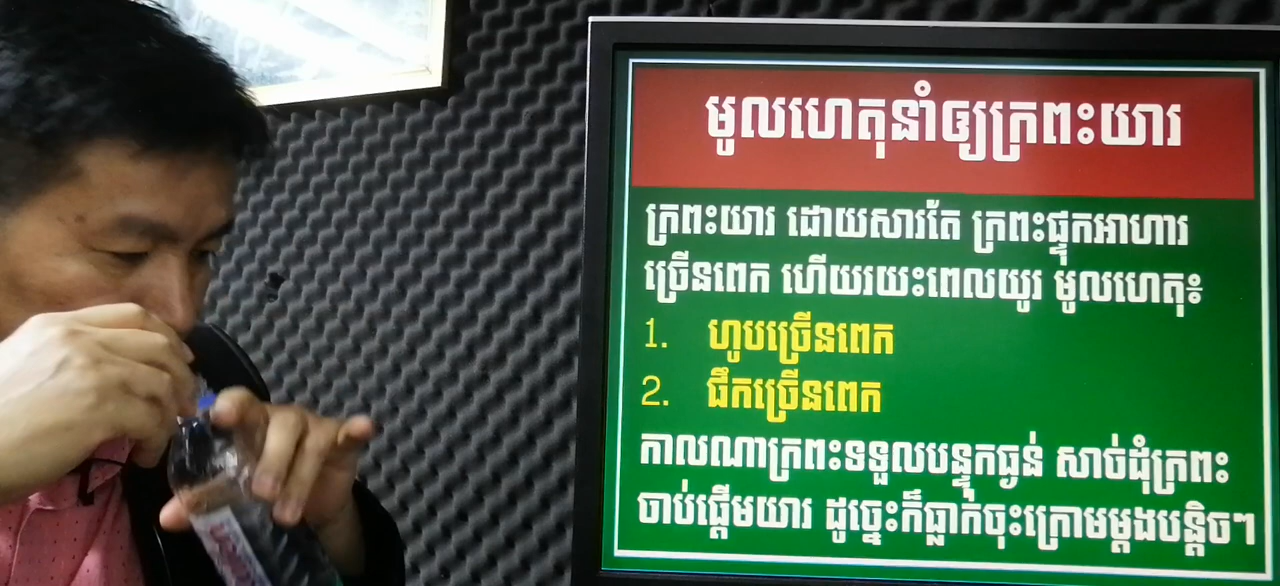 មូលហេតុនាំឲ្យក្រពះយារ
ក្រពះយារ ដោយសារតែ ក្រពះផ្ទុកអាហារ
ច្រើនពេក ហើយរយះពេលយូរ មូលហេតុ៖
1. ហូបច្រើនពេក
2. ផឹកច្រើនពេក
កាលណាក្រពះទទួលបន្ទុកធ្ងន់ សាច់ដុំក្រពះ
ចាប់ផ្តើមយារ ដូច្នេះក៏ធ្លាក់ចុះក្រោមម្តងបន្តិចៗ